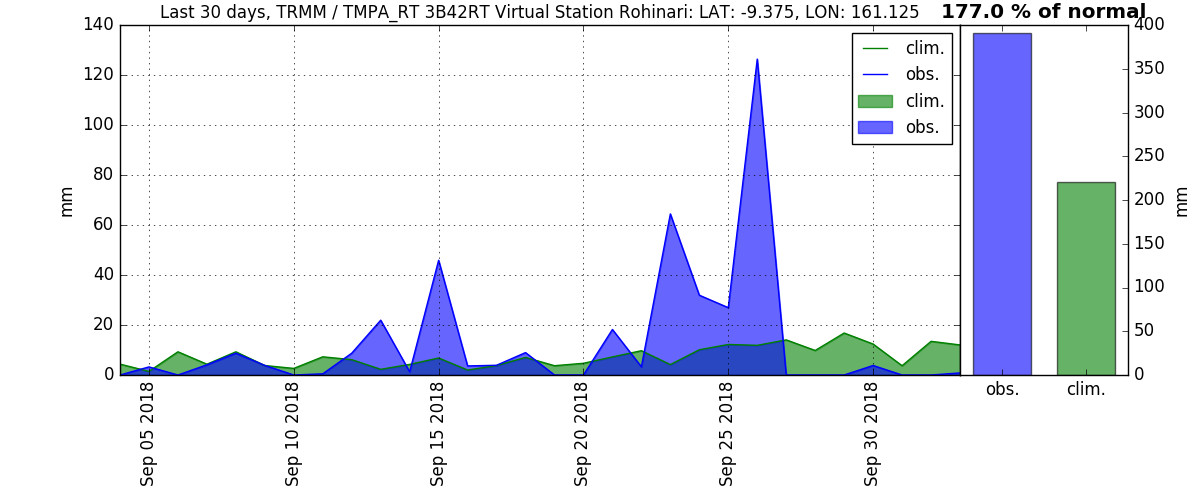 Last 30 days, TRMM / TMPA_RT 3B42RT Virtual Station Rohinari: LAT: -9.375, LON: 161.125
177.0 % of normal
140
120
100
80
60
40
20
0
mm
clim.
obs.
clim.
obs.
Sep 05 2018
Sep 10 2018
Sep 15 2018
Sep 20 2018
Sep 25 2018
Sep 30 2018
400
350
300
250
200
150
100
50
0
mm
obs.
clim.